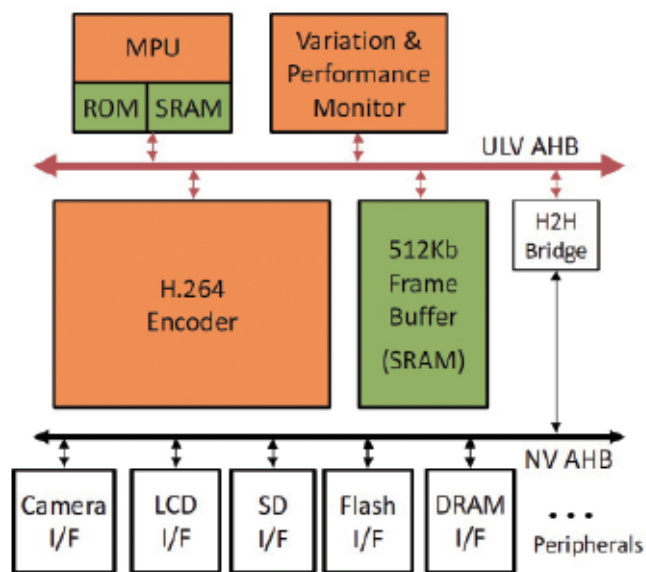 MPU
ROM
SRAM
Variation &
Performance
Monitor
ULV AHB
H.264
Encoder
512Kb
Frame
Buffer
(SRAM)
H2H
Bridge
NV AHB
Camera
I/F
LCD
I/F
SD
I/F
Flash
I/F
DRAM
I/F
...
Peripherals